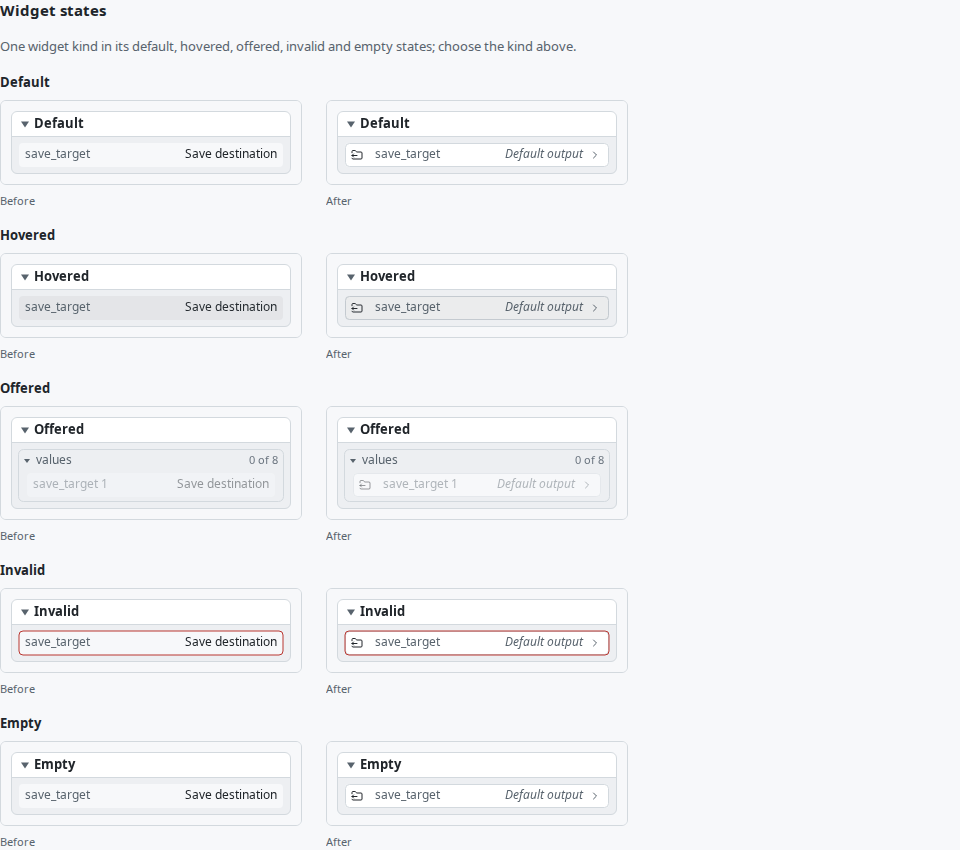 Widget states
One widget kind in its default, hovered, offered, invalid and empty states; choose the kind above.
Default
Default
save_target Save destination
Before
Default
save_target Default output
After
Hovered
Hovered
save_target Save destination
Before
Hovered
save_target Default output
After
Offered
Offered
values 0 of 8
save_target 1 Save destination
Before
Offered
values 0 of 8
save_target 1 Default output
After
Invalid
Invalid
save_target Save destination
Before
Invalid
save_target Default output
After
Empty
Empty
save_target Save destination
Before
Empty
save_target Default output
After